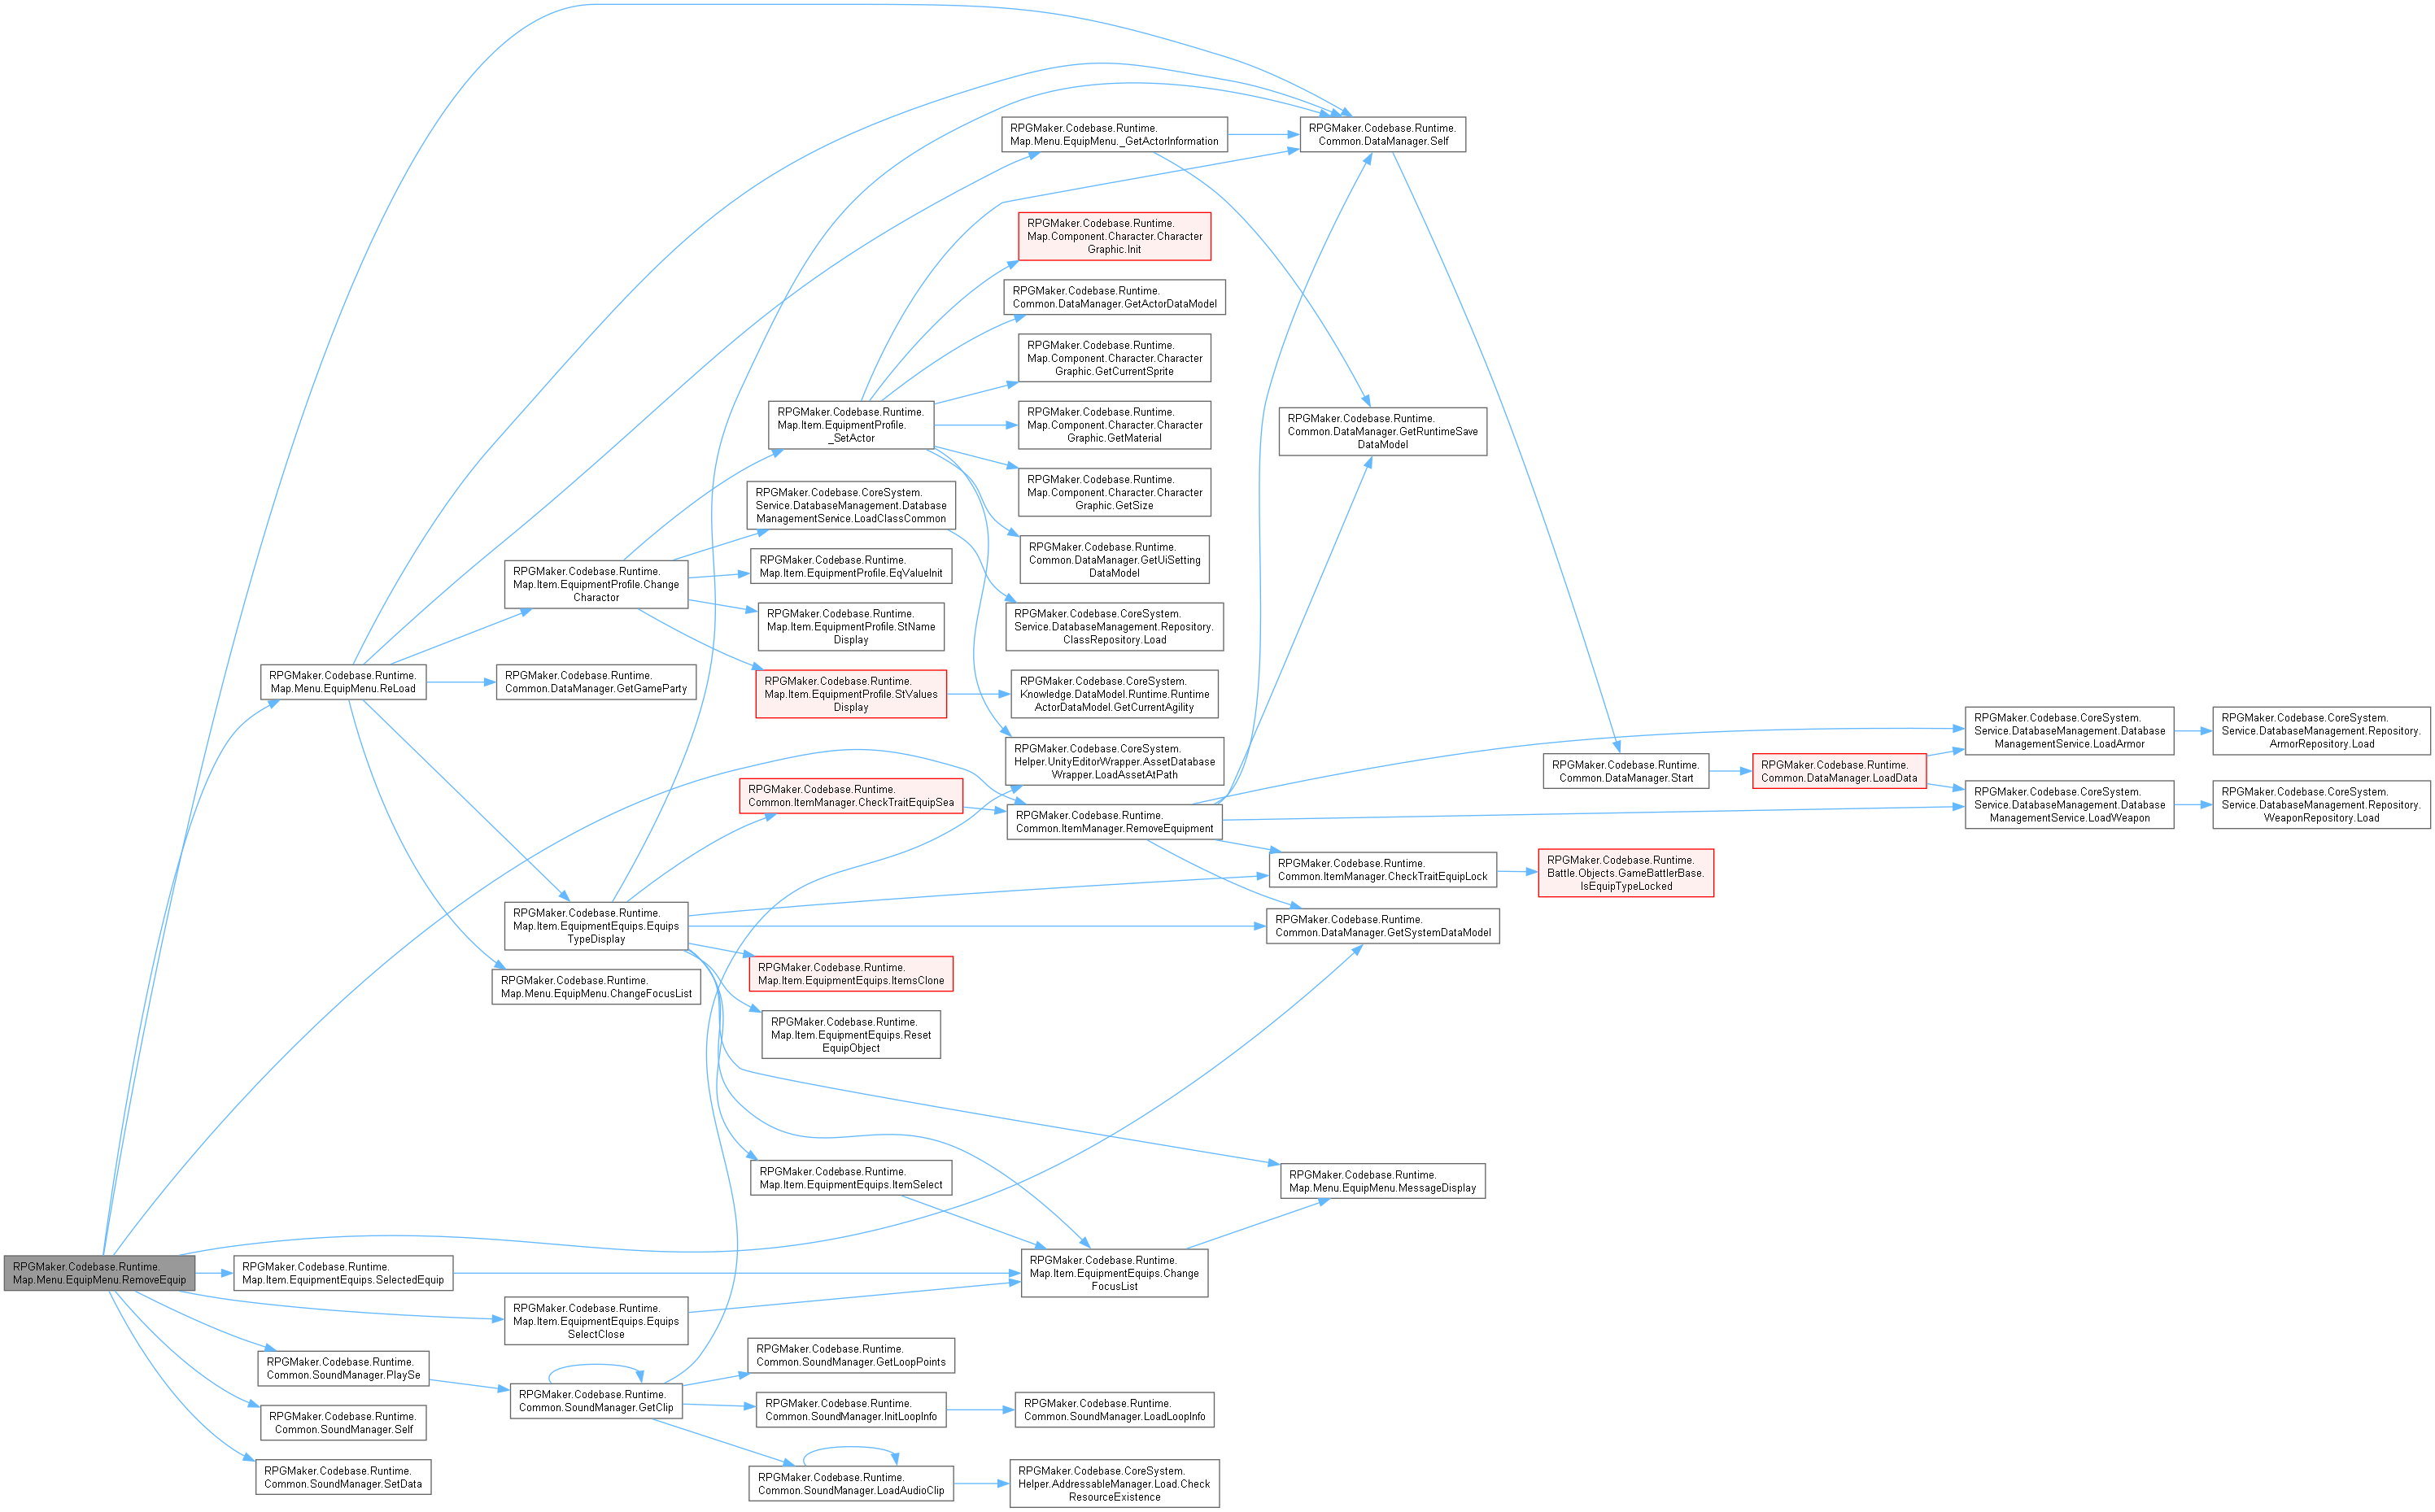 RPGMaker.Codebase.Runtime.
Map.Menu.EquipMenu.RemoveEquip
RPGMaker.Codebase.Runtime.
Map.Menu.EquipMenu.ReLoad
RPGMaker.Codebase.Runtime.
Map.Item.EquipmentEquips.SelectedEquip
RPGMaker.Codebase.Runtime.
Common.SoundManager.PlaySe
RPGMaker.Codebase.Runtime.
Common.SoundManager.Self
RPGMaker.Codebase.Runtime.
Common.SoundManager.SetData
RPGMaker.Codebase.Runtime.
Map.Item.EquipmentProfile.Change
Charactor
RPGMaker.Codebase.Runtime.
Common.DataManager.GetGameParty
RPGMaker.Codebase.Runtime.
Map.Item.EquipmentEquips.Equips
TypeDisplay
RPGMaker.Codebase.Runtime.
Map.Menu.EquipMenu.ChangeFocusList
RPGMaker.Codebase.Runtime.
Map.Item.EquipmentEquips.Equips
SelectClose
RPGMaker.Codebase.Runtime.
Common.SoundManager.GetClip
RPGMaker.Codebase.Runtime.
Map.Item.EquipmentProfile.
_SetActor
RPGMaker.Codebase.CoreSystem.
Service.DatabaseManagement.Database
ManagementService.LoadClassCommon
RPGMaker.Codebase.Runtime.
Map.Item.EquipmentProfile.EqValueInit
RPGMaker.Codebase.Runtime.
Map.Item.EquipmentProfile.StName
Display
RPGMaker.Codebase.Runtime.
Map.Item.EquipmentProfile.StValues
Display
RPGMaker.Codebase.Runtime.
Common.ItemManager.CheckTraitEquipSea
RPGMaker.Codebase.Runtime.
Map.Item.EquipmentEquips.ItemsClone
RPGMaker.Codebase.Runtime.
Map.Item.EquipmentEquips.Reset
EquipObject
RPGMaker.Codebase.Runtime.
Map.Item.EquipmentEquips.ItemSelect
RPGMaker.Codebase.Runtime.
Common.SoundManager.GetLoopPoints
RPGMaker.Codebase.Runtime.
Common.SoundManager.InitLoopInfo
RPGMaker.Codebase.Runtime.
Common.SoundManager.LoadAudioClip
RPGMaker.Codebase.Runtime.
Map.Menu.EquipMenu._GetActorInformation
RPGMaker.Codebase.Runtime.
Map.Component.Character.Character
Graphic.Init
RPGMaker.Codebase.Runtime.
Common.DataManager.GetActorDataModel
RPGMaker.Codebase.Runtime.
Map.Component.Character.Character
Graphic.GetCurrentSprite
RPGMaker.Codebase.Runtime.
Map.Component.Character.Character
Graphic.GetMaterial
RPGMaker.Codebase.Runtime.
Map.Component.Character.Character
Graphic.GetSize
RPGMaker.Codebase.Runtime.
Common.DataManager.GetUiSetting
DataModel
RPGMaker.Codebase.CoreSystem.
Service.DatabaseManagement.Repository.
ClassRepository.Load
RPGMaker.Codebase.CoreSystem.
Knowledge.DataModel.Runtime.Runtime
ActorDataModel.GetCurrentAgility
RPGMaker.Codebase.CoreSystem.
Helper.UnityEditorWrapper.AssetDatabase
Wrapper.LoadAssetAtPath
RPGMaker.Codebase.Runtime.
Common.ItemManager.RemoveEquipment
RPGMaker.Codebase.Runtime.
Map.Item.EquipmentEquips.Change
FocusList
RPGMaker.Codebase.Runtime.
Common.SoundManager.LoadLoopInfo
RPGMaker.Codebase.CoreSystem.
Helper.AddressableManager.Load.Check
ResourceExistence
RPGMaker.Codebase.Runtime.
Common.DataManager.Self
RPGMaker.Codebase.Runtime.
Common.DataManager.GetRuntimeSave
DataModel
RPGMaker.Codebase.Runtime.
Common.ItemManager.CheckTraitEquipLock
RPGMaker.Codebase.Runtime.
Common.DataManager.GetSystemDataModel
RPGMaker.Codebase.Runtime.
Map.Menu.EquipMenu.MessageDisplay
RPGMaker.Codebase.Runtime.
Common.DataManager.Start
RPGMaker.Codebase.Runtime.
Battle.Objects.GameBattlerBase.
IsEquipTypeLocked
RPGMaker.Codebase.Runtime.
Common.DataManager.LoadData
RPGMaker.Codebase.CoreSystem.
Service.DatabaseManagement.Database
ManagementService.LoadArmor
RPGMaker.Codebase.CoreSystem.
Service.DatabaseManagement.Database
ManagementService.LoadWeapon
RPGMaker.Codebase.CoreSystem.
Service.DatabaseManagement.Repository.
ArmorRepository.Load
RPGMaker.Codebase.CoreSystem.
Service.DatabaseManagement.Repository.
WeaponRepository.Load